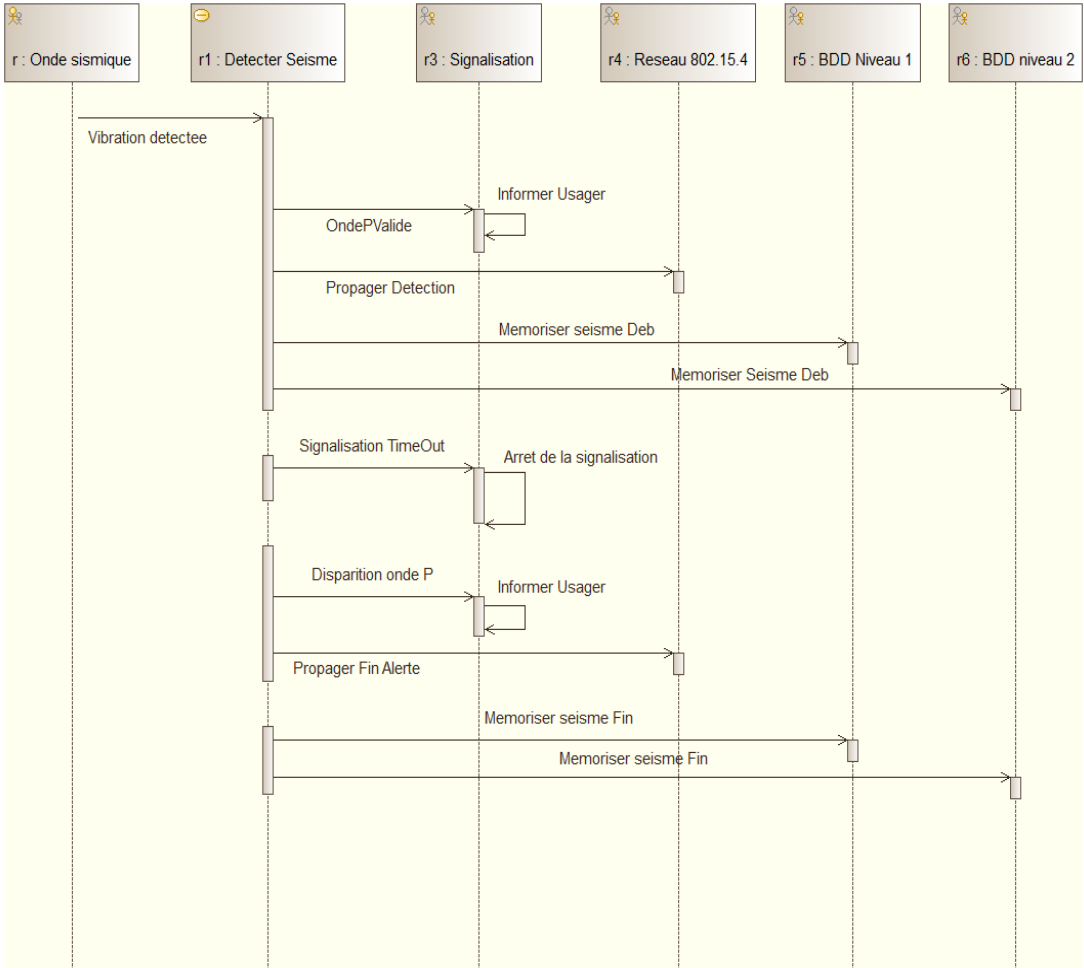 r : Onde sismique
r1 : Detecter Seisme
r3 : Signalisation
r4 : Reseau 802.15.4
r5 : BDD Niveau 1
r6 : BDD niveau 2
Vibration detectee
Informer Usager
OndePValide
Propager Detection
Memoriser seisme Deb
Memoriser Seisme Deb
Signalisation TimeOut
Arret de la signalisation
Disparition onde P
Informer Usager
Propager Fin Alerte
Memoriser seisme Fin
Memoriser seisme Fin